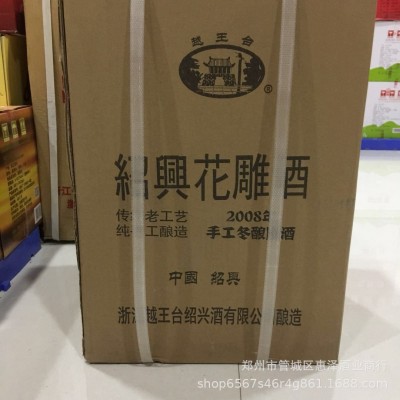 越王台
®
紹興花雕酒
传统老工艺 2008年
纯手工酿造 手工冬酿原酒
中國 紹興
浙江越王台绍兴酒有限公司酿造
郑州市管城区惠泽酒业商行
shop6567s46r4g861.1688.com